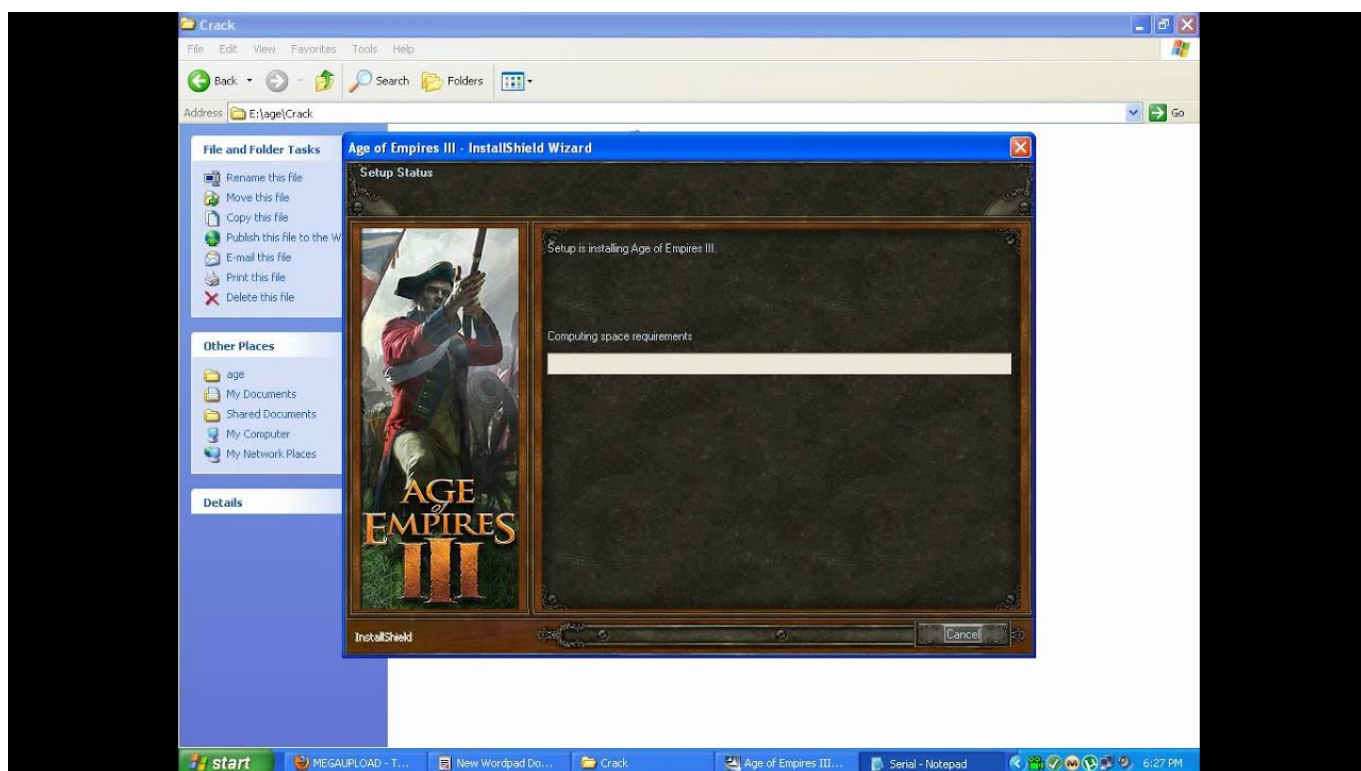 Crack
File Edit View Favorites Tools Help
Back Search Folders
Address E:\age\Crack Go
File and Folder Tasks
Rename this file
Move this file
Copy this file
Publish this file to the W
E-mail this file
Print this file
Delete this file
Other Places
age
My Documents
Shared Documents
My Computer
My Network Places
Details
Age of Empires III - InstallShield Wizard
Setup Status
Setup is installing Age of Empires III.
Computing space requirements
AGE
of
EMPIRES
III
InstallShield
Cancel
start MEGAUPLOAD - T... New Wordpad Do... Crack Age of Empires III... Serial - Notepad 6:27 PM